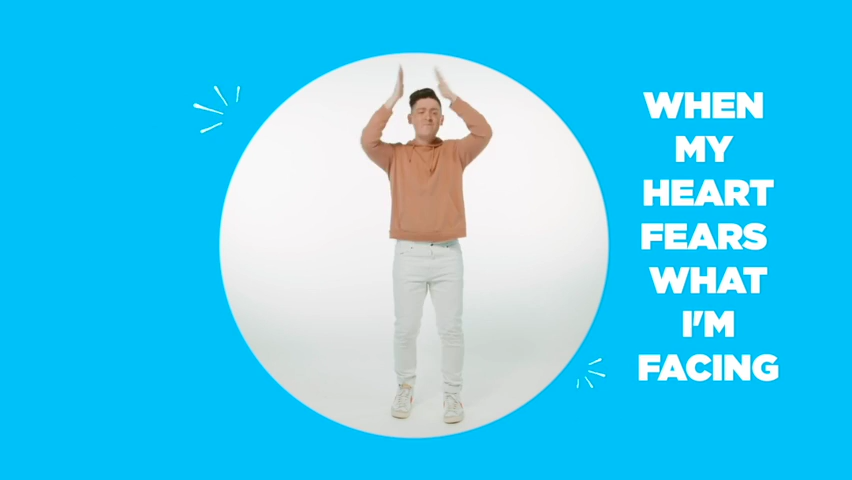 WHEN
MY
HEART
FEARS
WHAT
I'M
FACING